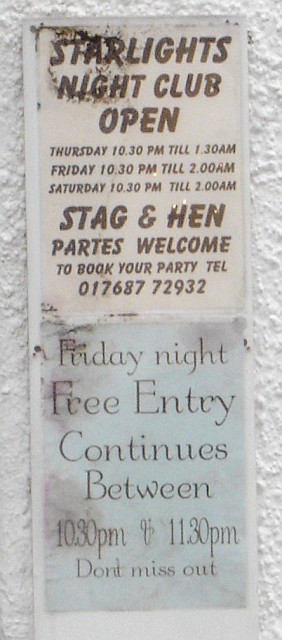 STARLIGHTS
NIGHT CLUB
OPEN
THURSDAY 10.30 PM TILL 1.30AM
FRIDAY 10.30 PM TILL 2.00AM
SATURDAY 10.30 PM TILL 2.00AM
STAG & HEN
PARTES WELCOME
TO BOOK YOUR PARTY TEL
017687 72932
Friday night
Free Entry
Continues
Between
10.30pm & 11.30pm
Dont miss out